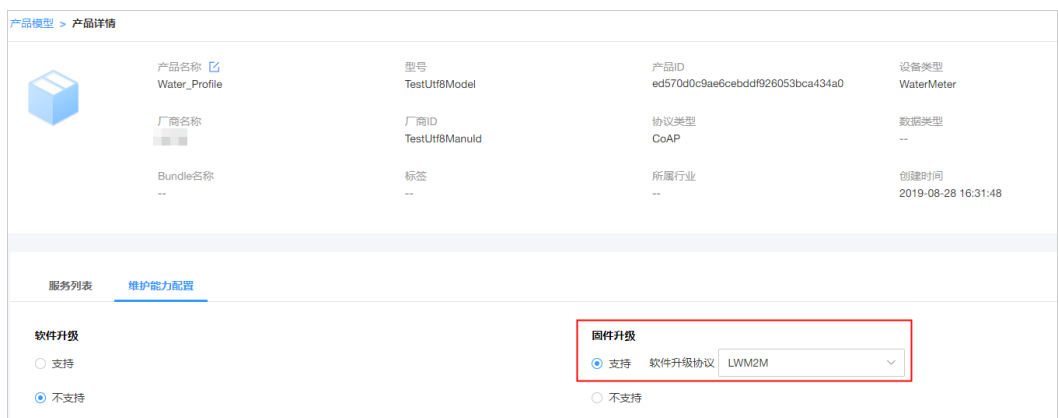 产品模型 > 产品详情
产品名称 型号 产品ID 设备类型
Water_Profile TestUtf8Model ed570d0c9ae6cebddf926053bca434a0 WaterMeter
厂商名称 厂商ID 协议类型 数据类型
TestUtf8ManuId CoAP --
Bundle名称 标签 所属行业 创建时间
-- -- -- 2019-08-28 16:31:48
服务列表 维护能力配置
软件升级 固件升级
支持 支持 软件升级协议 LWM2M
不支持 不支持